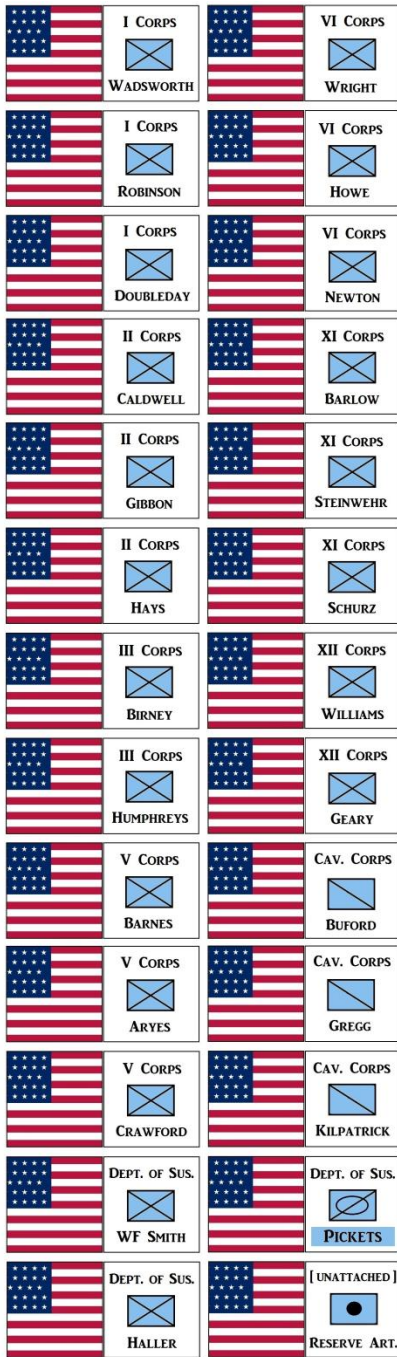 I CORPS
WADSWORTH
VI CORPS
WRIGHT
I CORPS
ROBINSON
VI CORPS
HOWE
I CORPS
DOUBLEDAY
VI CORPS
NEWTON
II CORPS
CALDWELL
XI CORPS
BARLOW
II CORPS
GIBBON
XI CORPS
STEINWEHR
II CORPS
HAYS
XI CORPS
SCHURZ
III CORPS
BIRNEY
XII CORPS
WILLIAMS
III CORPS
HUMPHREYS
XII CORPS
GEARY
V CORPS
BARNES
CAV. CORPS
BUFORD
V CORPS
ARYES
CAV. CORPS
GREGG
V CORPS
CRAWFORD
CAV. CORPS
KILPATRICK
DEPT. OF SUS.
WF SMITH
DEPT. OF SUS.
PICKETS
DEPT. OF SUS.
HALLER
[UNATTACHED]
RESERVE ART.